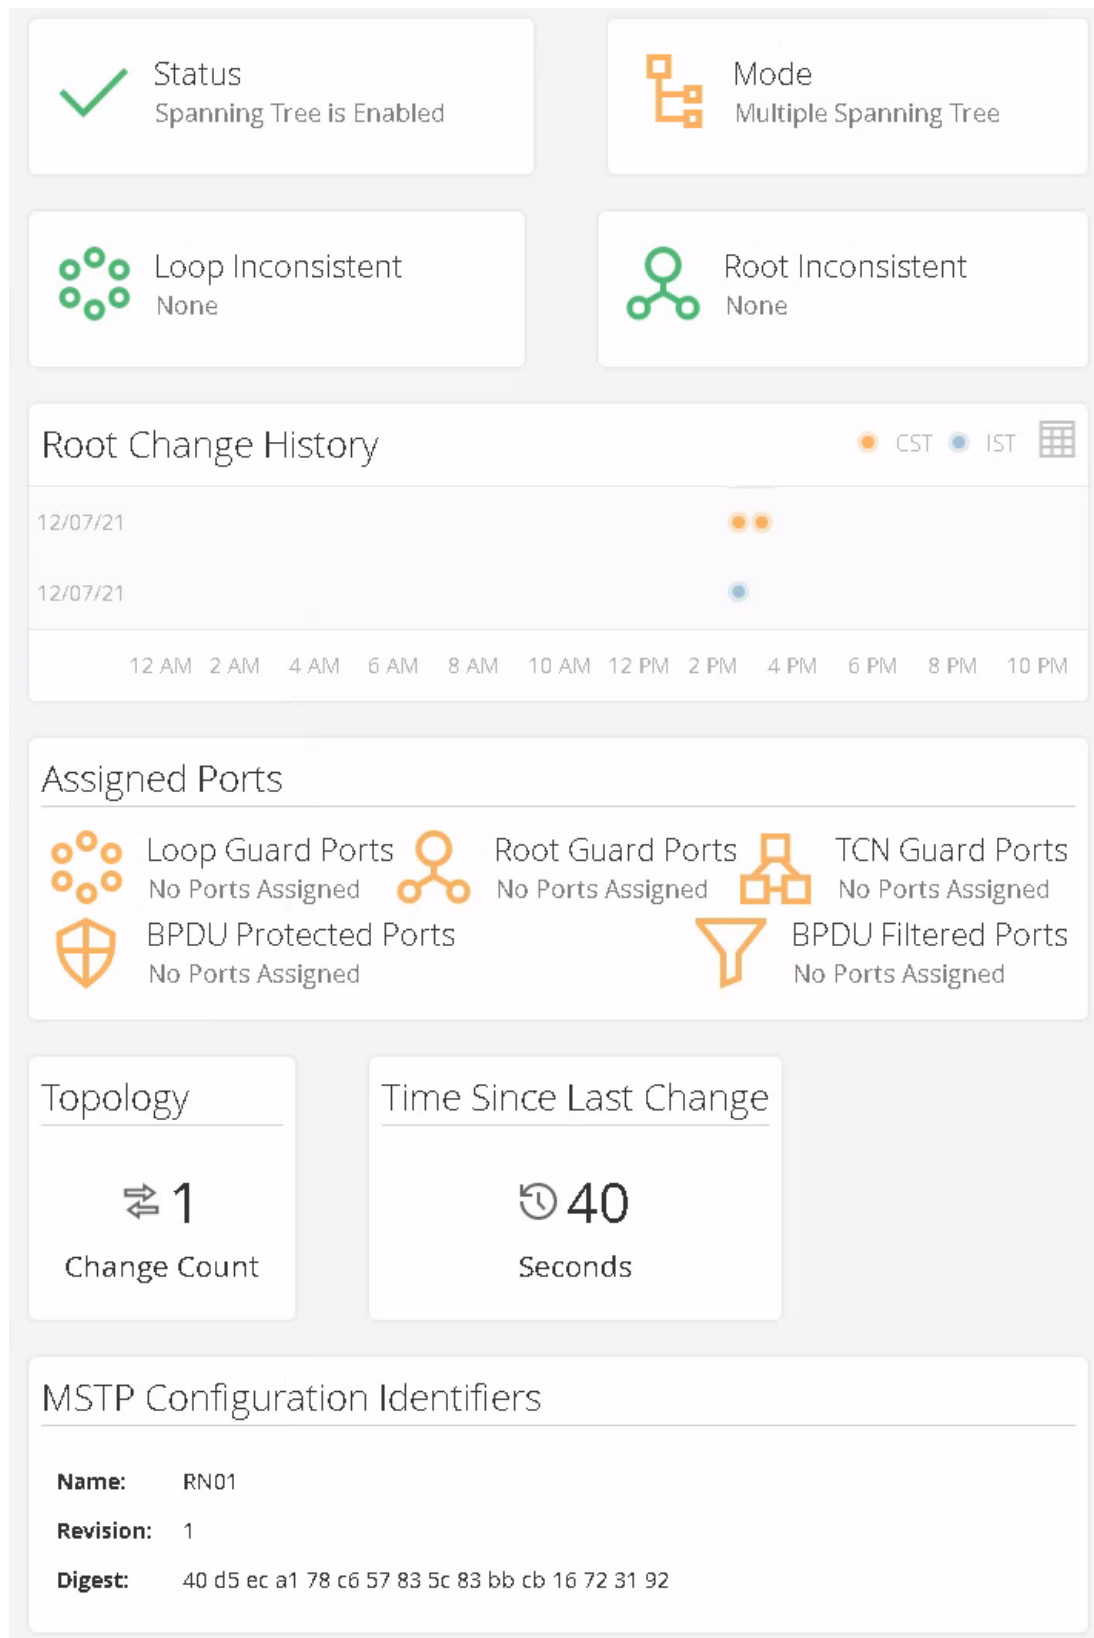 Status
Spanning Tree is Enabled
Mode
Multiple Spanning Tree
Loop Inconsistent
None
Root Inconsistent
None
Root Change History
CST IST
12/07/21
12/07/21
12 AM 2 AM 4 AM 6 AM 8 AM 10 AM 12 PM 2 PM 4 PM 6 PM 8 PM 10 PM
Assigned Ports
Loop Guard Ports
No Ports Assigned
Root Guard Ports
No Ports Assigned
TCN Guard Ports
No Ports Assigned
BPDU Protected Ports
No Ports Assigned
BPDU Filtered Ports
No Ports Assigned
Topology
1
Change Count
Time Since Last Change
40
Seconds
MSTP Configuration Identifiers
Name: RN01
Revision: 1
Digest: 40 d5 ec a1 78 c6 57 83 5c 83 bb cb 16 72 31 92